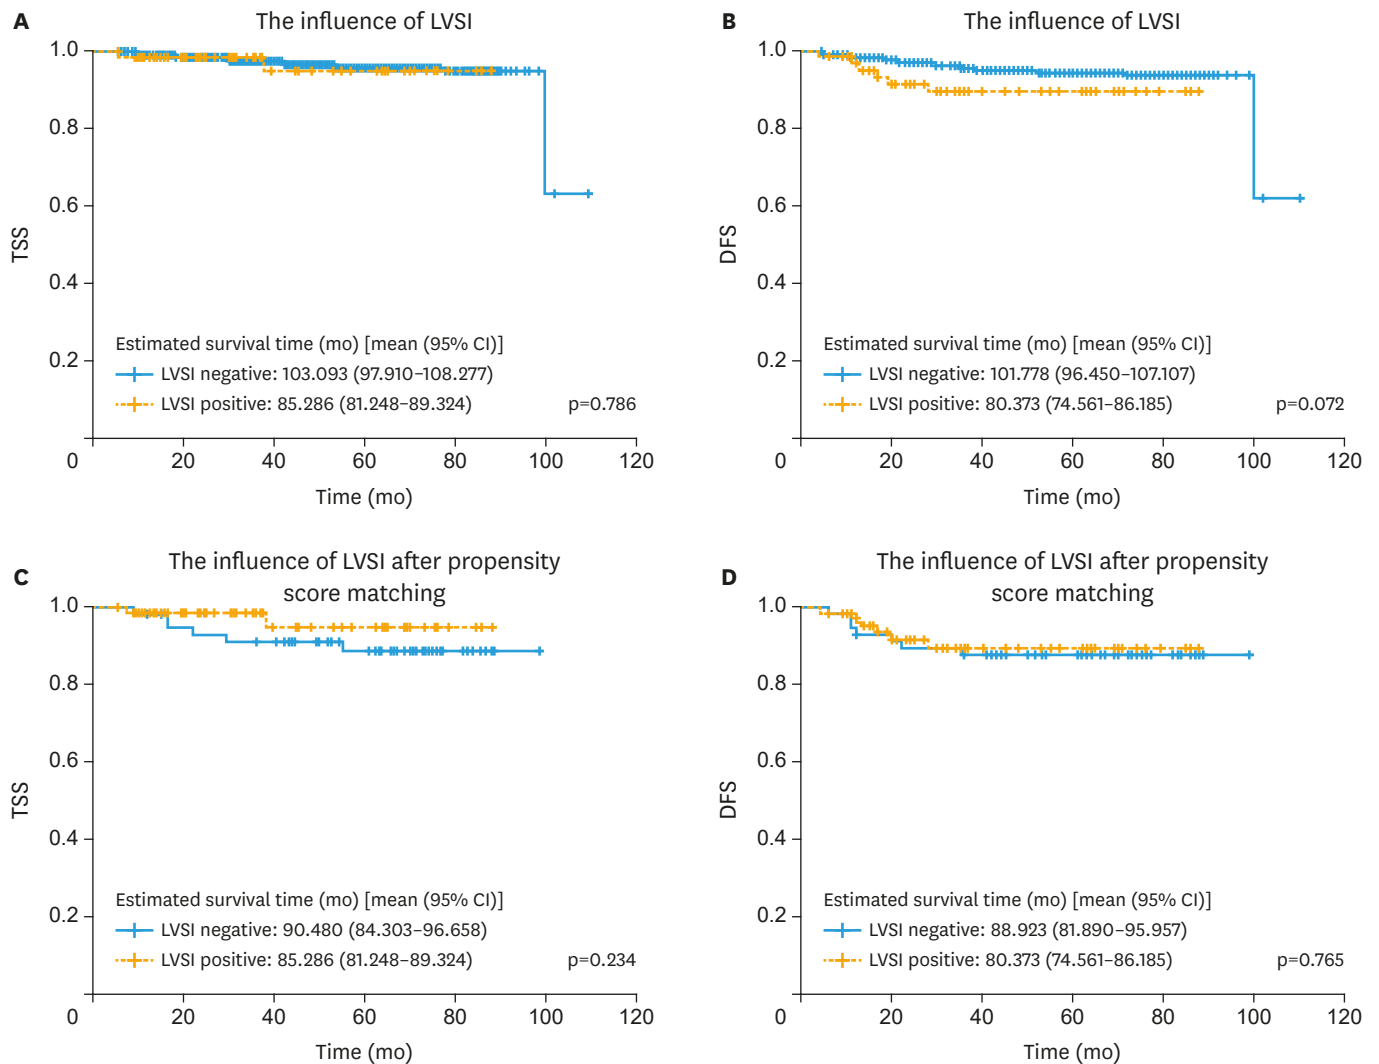 A
The influence of LVSI
1.0
0.8
0.6
0.4
0.2
TSS
Estimated survival time (mo) [mean (95% CI)]
LVSI negative: 103.093 (97.910–108.277)
LVSI positive: 85.286 (81.248–89.324)
p=0.786
0 20 40 60 80 100 120
Time (mo)
B
The influence of LVSI
1.0
0.8
0.6
0.4
0.2
DFS
Estimated survival time (mo) [mean (95% CI)]
LVSI negative: 101.778 (96.450–107.107)
LVSI positive: 80.373 (74.561–86.185)
p=0.072
0 20 40 60 80 100 120
Time (mo)
C
The influence of LVSI after propensity
score matching
1.0
0.8
0.6
0.4
0.2
TSS
Estimated survival time (mo) [mean (95% CI)]
LVSI negative: 90.480 (84.303–96.658)
LVSI positive: 85.286 (81.248–89.324)
p=0.234
0 20 40 60 80 100 120
Time (mo)
D
The influence of LVSI after propensity
score matching
1.0
0.8
0.6
0.4
0.2
DFS
Estimated survival time (mo) [mean (95% CI)]
LVSI negative: 88.923 (81.890–95.957)
LVSI positive: 80.373 (74.561–86.185)
p=0.765
0 20 40 60 80 100 120
Time (mo)